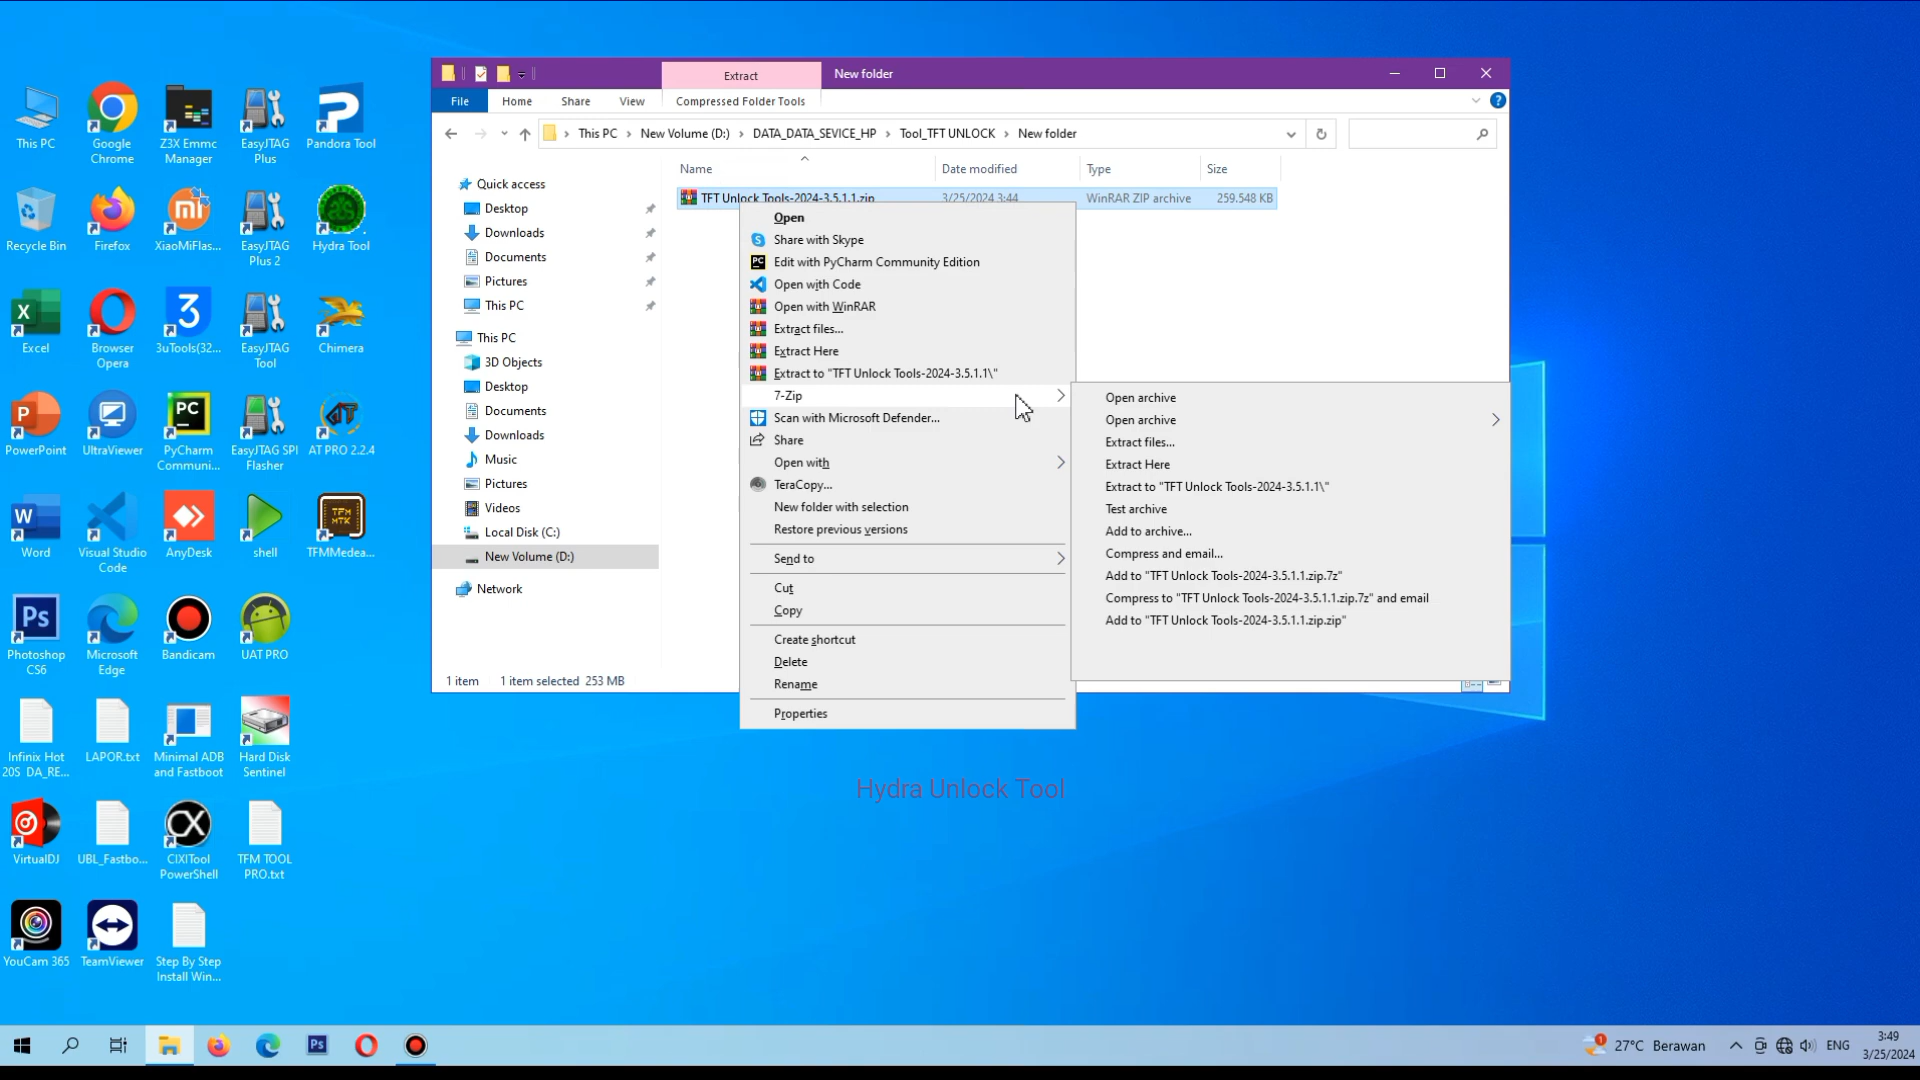 Extract
New folder
File
Home
Share
View
Compressed Folder Tools
This PC
New Volume (D:)
DATA_DATA_SEVICE_HP
Tool_TFT UNLOCK
New folder
Name
Date modified
Type
Size
TFT Unlock Tools-2024-3.5.1.1.zip
3/25/2024 3:44
WinRAR ZIP archive
259.548 KB
Quick access
Desktop
Downloads
Documents
Pictures
This PC
This PC
3D Objects
Desktop
Documents
Downloads
Music
Pictures
Videos
Local Disk (C:)
New Volume (D:)
Network
1 item
1 item selected 253 MB
Open
Share with Skype
Edit with PyCharm Community Edition
Open with Code
Open with WinRAR
Extract files...
Extract Here
Extract to "TFT Unlock Tools-2024-3.5.1.1\"
7-Zip
Scan with Microsoft Defender...
Share
Open with
TeraCopy...
New folder with selection
Restore previous versions
Send to
Cut
Copy
Create shortcut
Delete
Rename
Properties
Open archive
Open archive
Extract files...
Extract Here
Extract to "TFT Unlock Tools-2024-3.5.1.1\"
Test archive
Add to archive...
Compress and email...
Add to "TFT Unlock Tools-2024-3.5.1.1.zip.7z"
Compress to "TFT Unlock Tools-2024-3.5.1.1.zip.7z" and email
Add to "TFT Unlock Tools-2024-3.5.1.1.zip.zip"
This PC
Google
Chrome
Z3X Emmc
Manager
EasyJTAG
Plus
Pandora Tool
Recycle Bin
Firefox
XiaoMiFlas...
EasyJTAG
Plus 2
Hydra Tool
Excel
Browser
Opera
3uTools(32...
EasyJTAG
Tool
Chimera
PowerPoint
UltraViewer
PyCharm
Communi...
EasyJTAG SPI
Flasher
AT PRO 2.2.4
Word
Visual Studio
Code
AnyDesk
shell
TFMMedea...
Photoshop
CS6
Microsoft
Edge
Bandicam
UAT PRO
Infinix Hot
20S DA_RE...
LAPOR.txt
Minimal ADB
and Fastboot
Hard Disk
Sentinel
VirtualDJ
UBL_Fastbo...
CIXITool
PowerShell
TFM TOOL
PRO.txt
YouCam 365
TeamViewer
Step By Step
Install Win...
Hydra Unlock Tool
27°C Berawan
ENG
3:49
3/25/2024